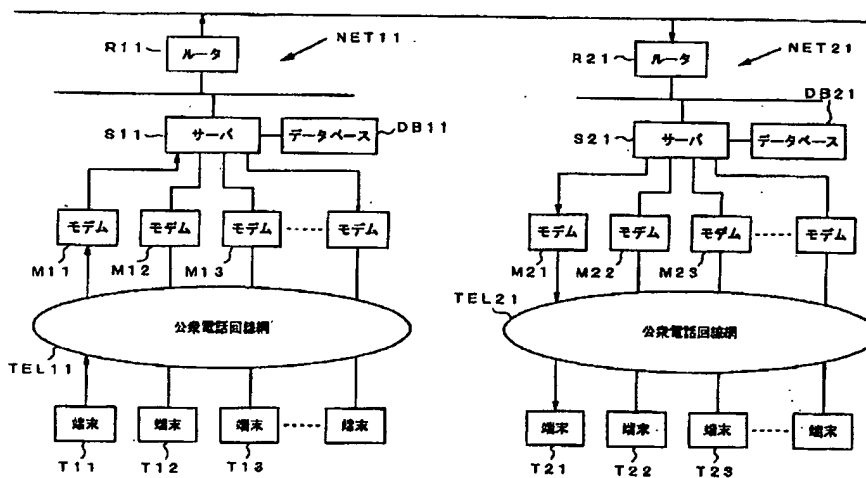 R11 ルータ NET11 R21 ルータ NET21
DB21
S11 サーバ データベース DB11 S21 サーバ データベース
モデム モデム モデム モデム モデム モデム モデム モデム
M11 M12 M13 M21 M22 M23
TEL21
公衆電話回線網 公衆電話回線網
TEL11
端末 端末 端末 端末 端末 端末 端末 端末
T11 T12 T13 T21 T22 T23